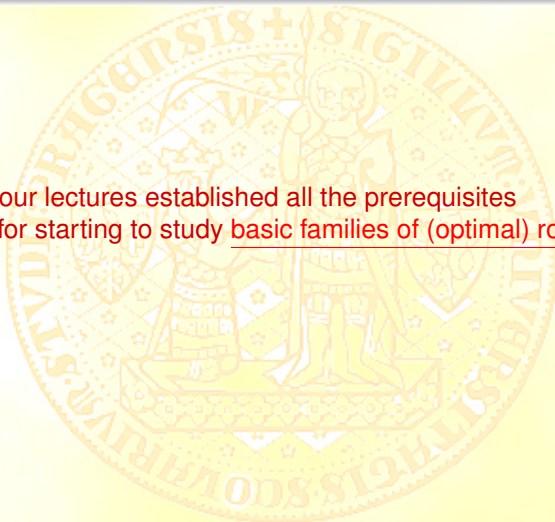 our lectures established all the prerequisites
for starting to study basic families of (optimal)